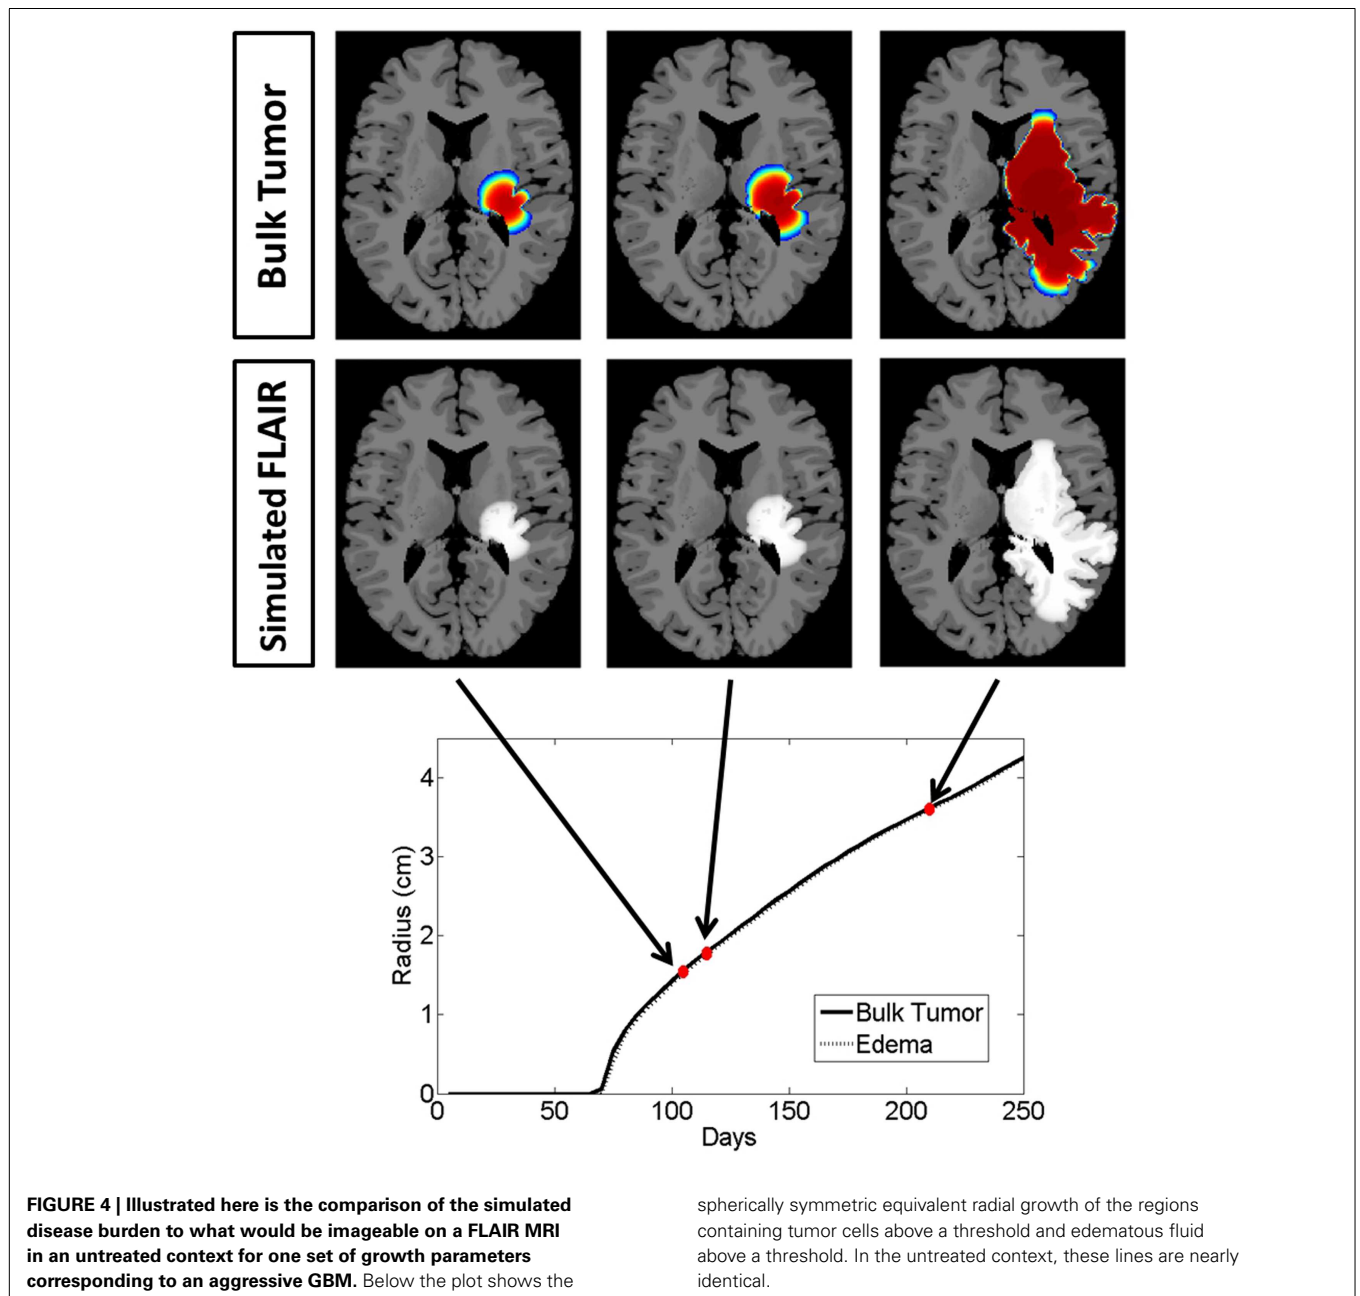 Bulk Tumor
Simulated FLAIR
4
3
2
1
0
Radius (cm)
0 50 100 150 200 250
Days
Bulk Tumor
Edema
FIGURE 4 | Illustrated here is the comparison of the simulated
disease burden to what would be imageable on a FLAIR MRI
in an untreated context for one set of growth parameters
corresponding to an aggressive GBM. Below the plot shows the
spherically symmetric equivalent radial growth of the regions
containing tumor cells above a threshold and edematous fluid
above a threshold. In the untreated context, these lines are nearly
identical.